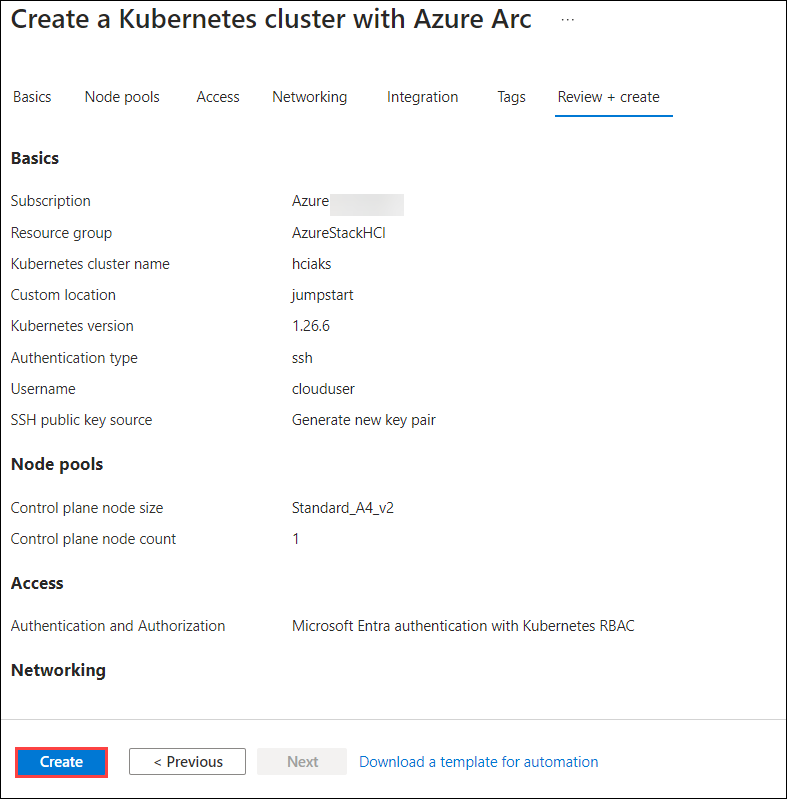 Create a Kubernetes cluster with Azure Arc ...
Basics Node pools Access Networking Integration Tags Review + create
Basics
Subscription Azure
Resource group AzureStackHCI
Kubernetes cluster name hciaks
Custom location jumpstart
Kubernetes version 1.26.6
Authentication type ssh
Username clouduser
SSH public key source Generate new key pair
Node pools
Control plane node size Standard_A4_v2
Control plane node count 1
Access
Authentication and Authorization Microsoft Entra authentication with Kubernetes RBAC
Networking
Create < Previous Next Download a template for automation